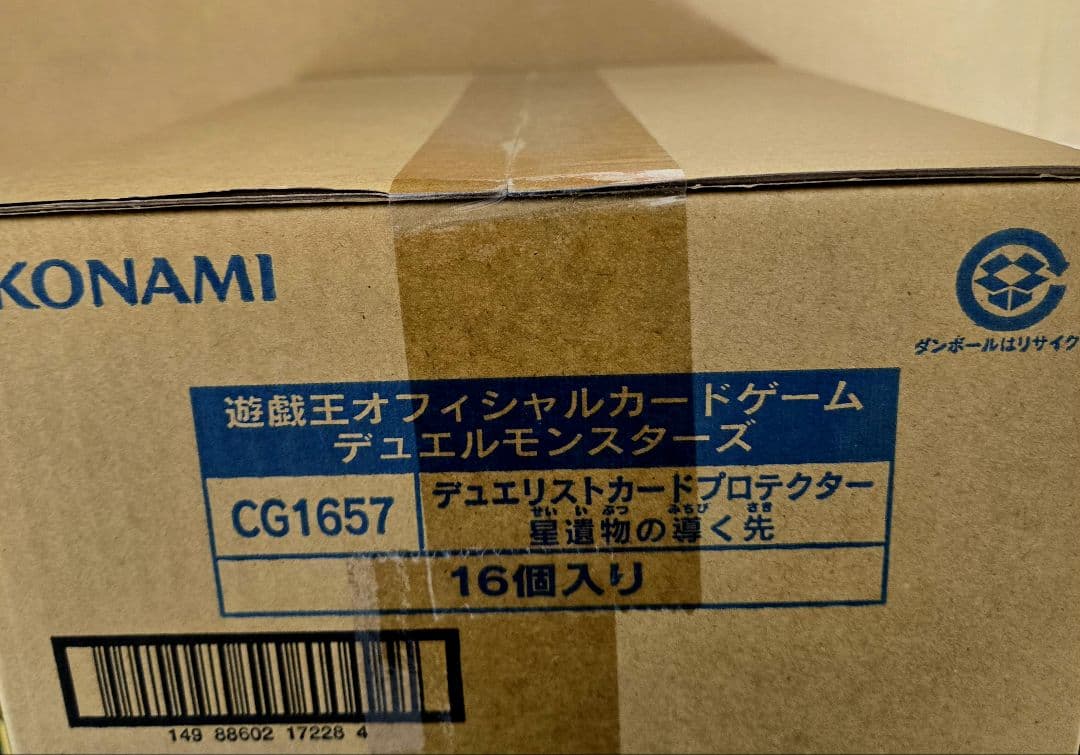 KONAMI
ダンボールはリサイク
遊戯王オフィシャルカードゲーム
デュエルモンスターズ
CG1657
デュエリストカードプロテクター
せい い ぶつ みちび さき
星遺物の導く先
16個入り
149 88602 17228 4